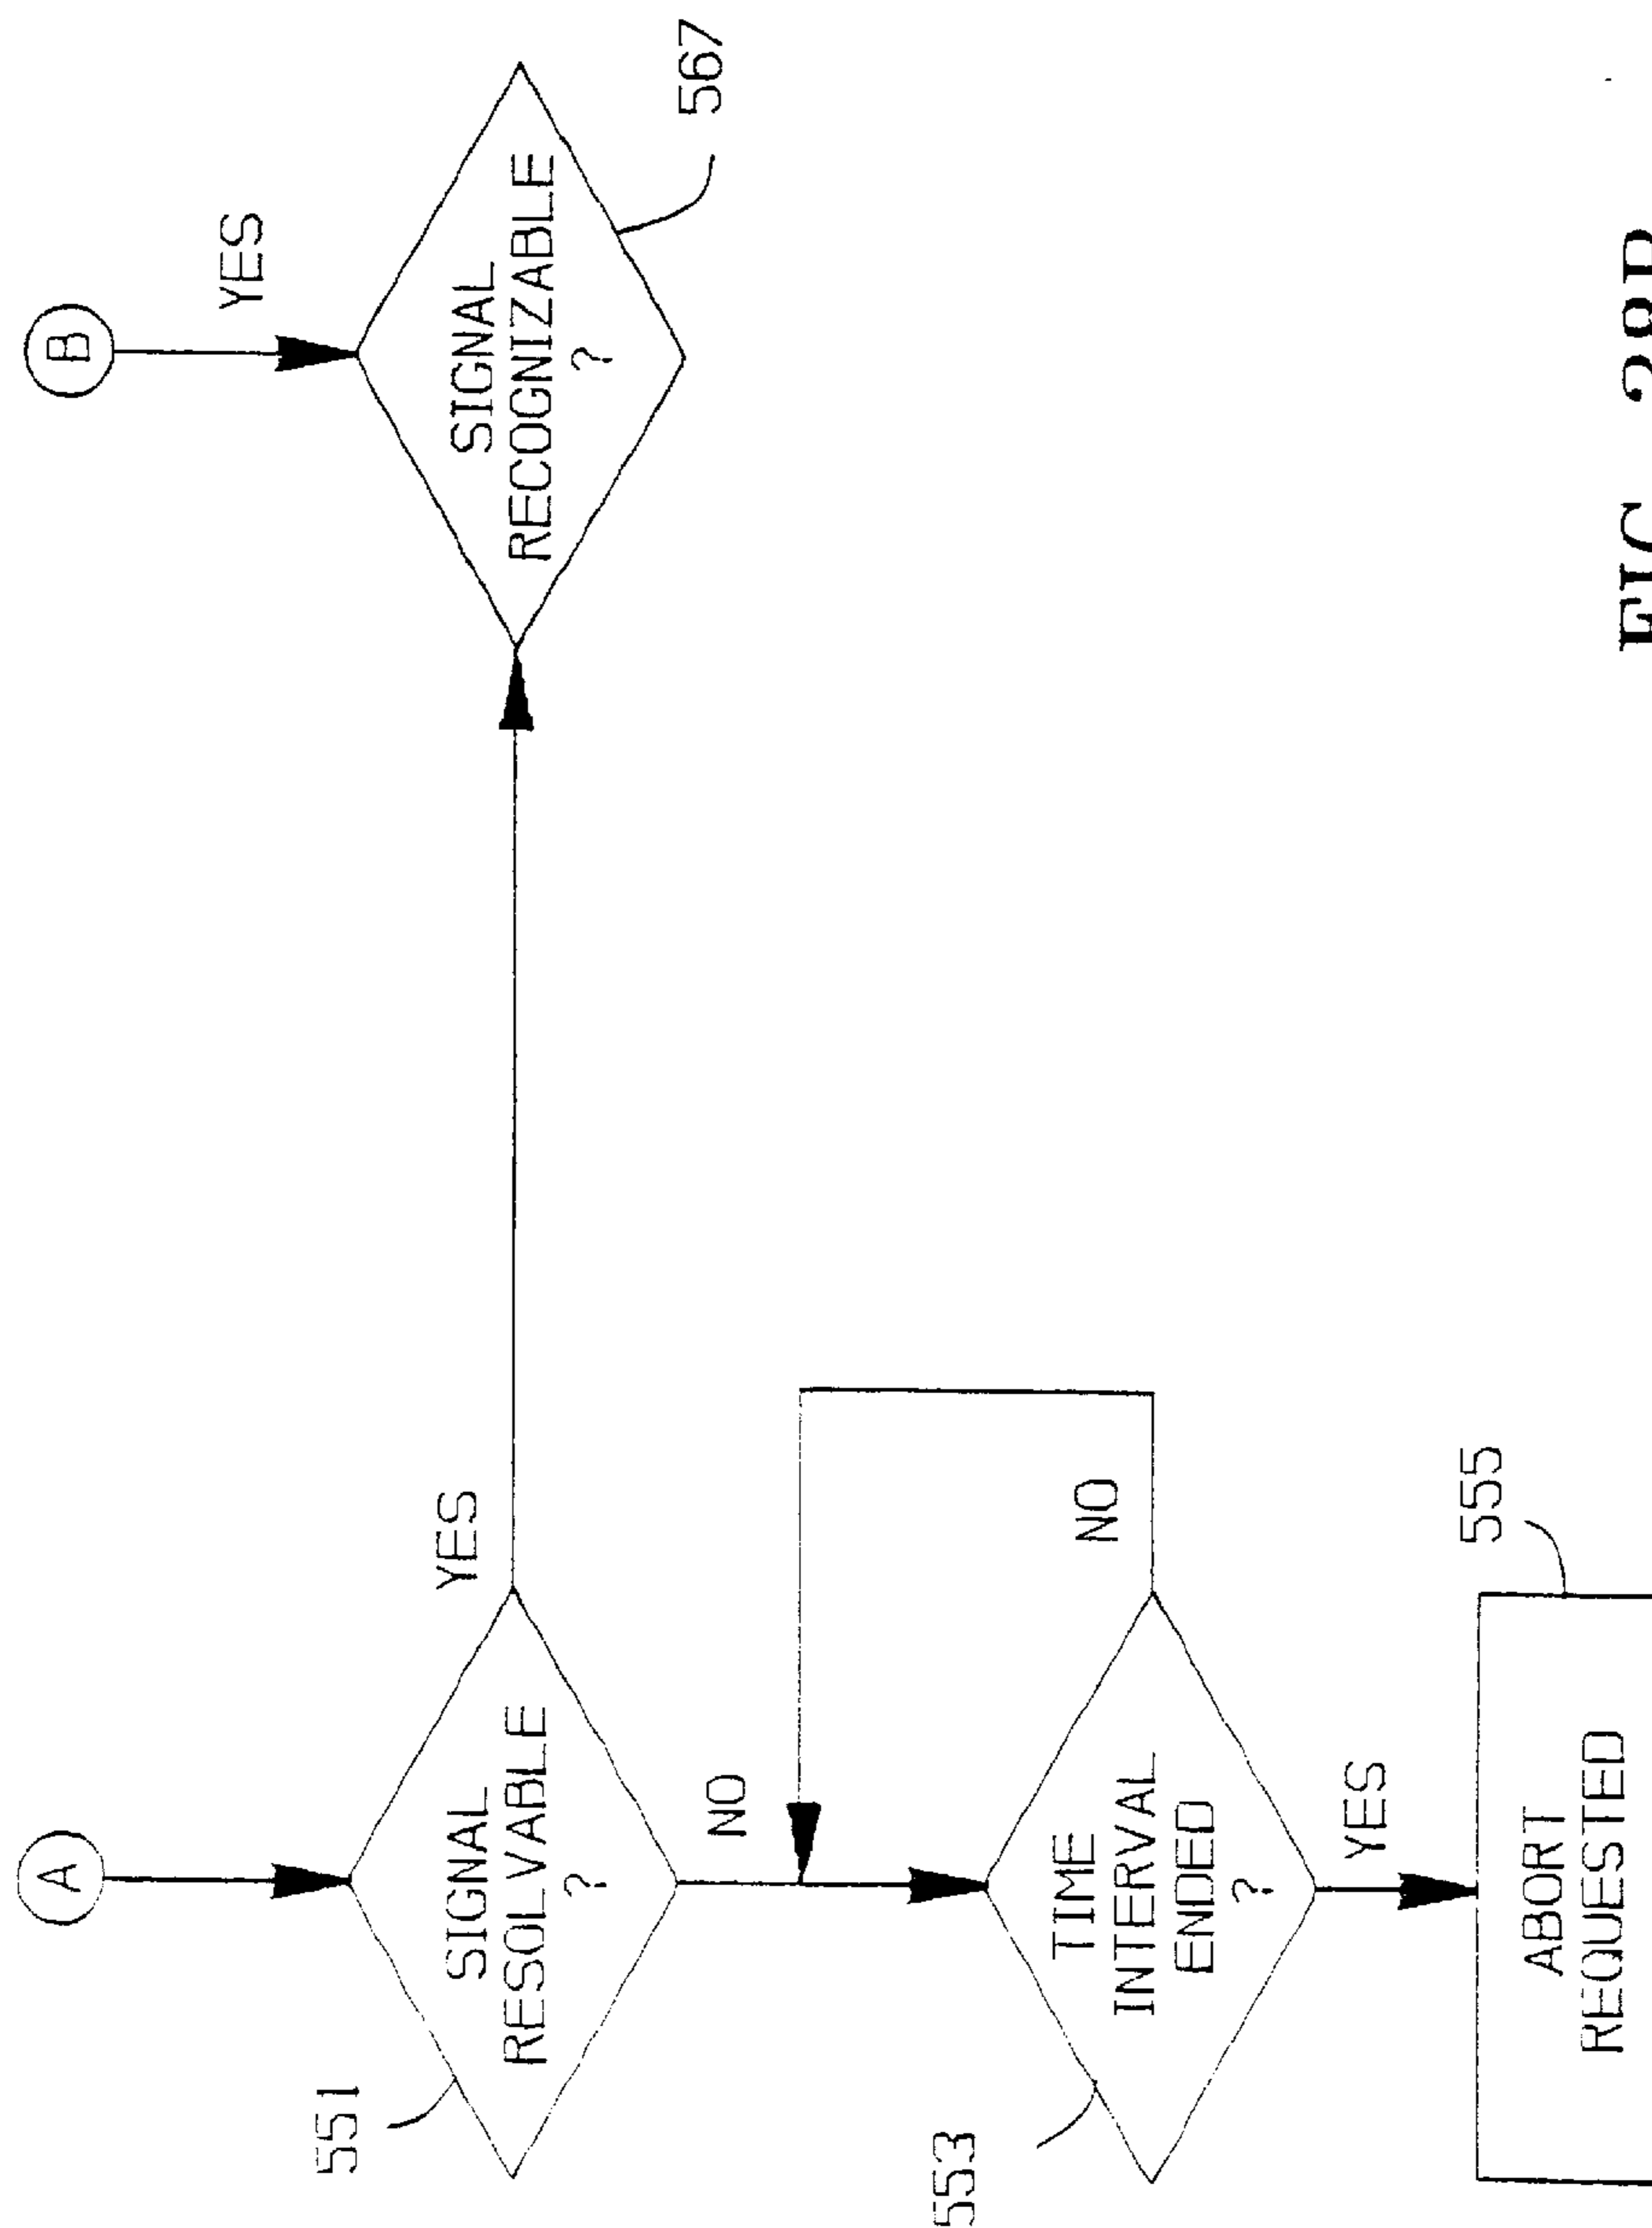 A
551
SIGNAL
RESOLVABLE
?
YES
NO
553
TIME
INTERVAL
ENDED
?
NO
YES
555
ABORT
REQUESTED
B
YES
SIGNAL
RECOGNIZABLE
?
567